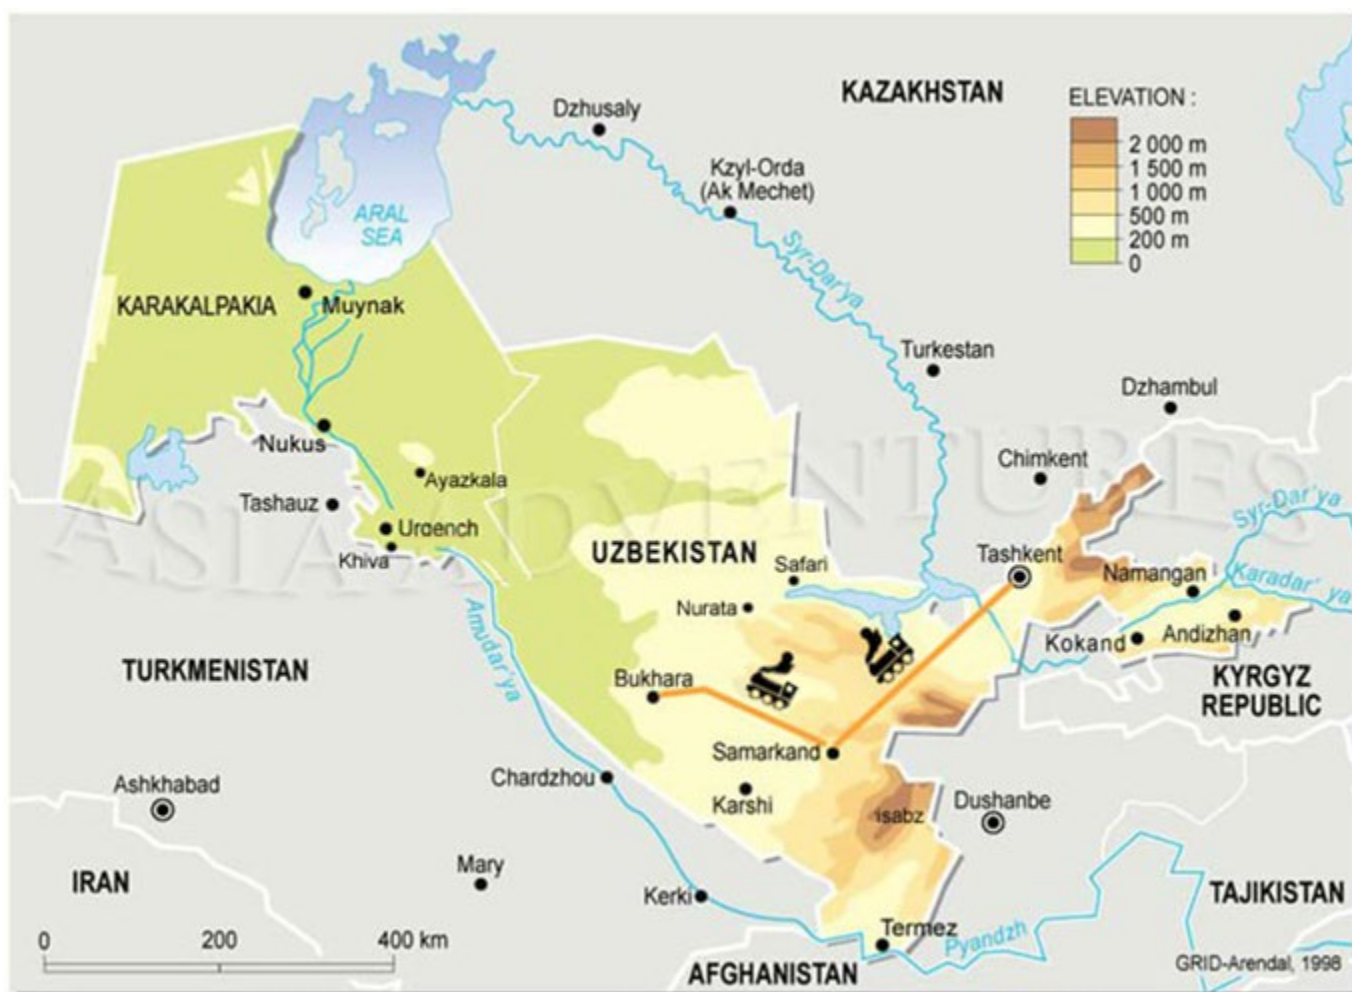 KAZAKHSTAN
ELEVATION :
2 000 m
1 500 m
1 000 m
500 m
200 m
0
Dzhusaly
Kzyl-Orda
(Ak Mechet)
ARAL
SEA
Syr-Dar'ya
KARAKALPAKIA
Muynak
Turkestan
Dzhambul
Nukus
Chimkent
Ayazkala
Tashauz
ASIA ADVENTURES
Syr-Dar'ya
Urgench
Khiva
UZBEKISTAN
Safari
Tashkent
Namangan
Karadar' ya
Nurata
Amudar'ya
Kokand
Andizhan
TURKMENISTAN
Bukhara
KYRGYZ
REPUBLIC
Samarkand
Chardzhou
Ashkhabad
Karshi
isabz
Dushanbe
Mary
IRAN
Kerki
TAJIKISTAN
Termez
Pyandzh
0 200 400 km
AFGHANISTAN
GRID-Arendal, 1998